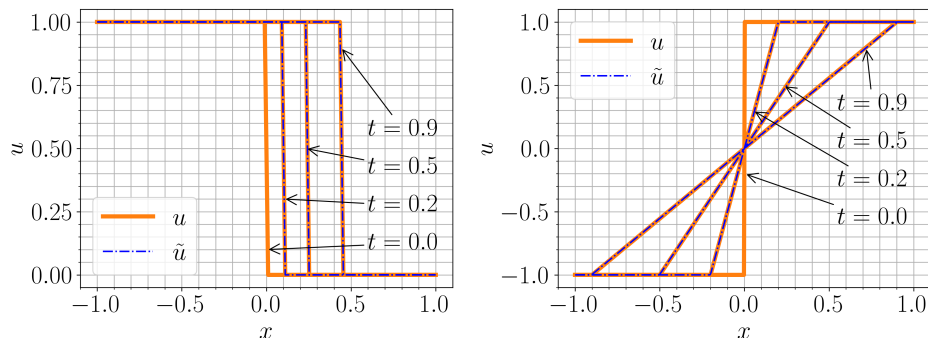 1.00
0.75
0.50
0.25
0.00
u
u
ũ
t = 0.9
t = 0.5
t = 0.2
t = 0.0
−1.0 −0.5 0.0 0.5 1.0
x
1.0
0.5
0.0
−0.5
−1.0
u
u
ũ
t = 0.9
t = 0.5
t = 0.2
t = 0.0
−1.0 −0.5 0.0 0.5 1.0
x